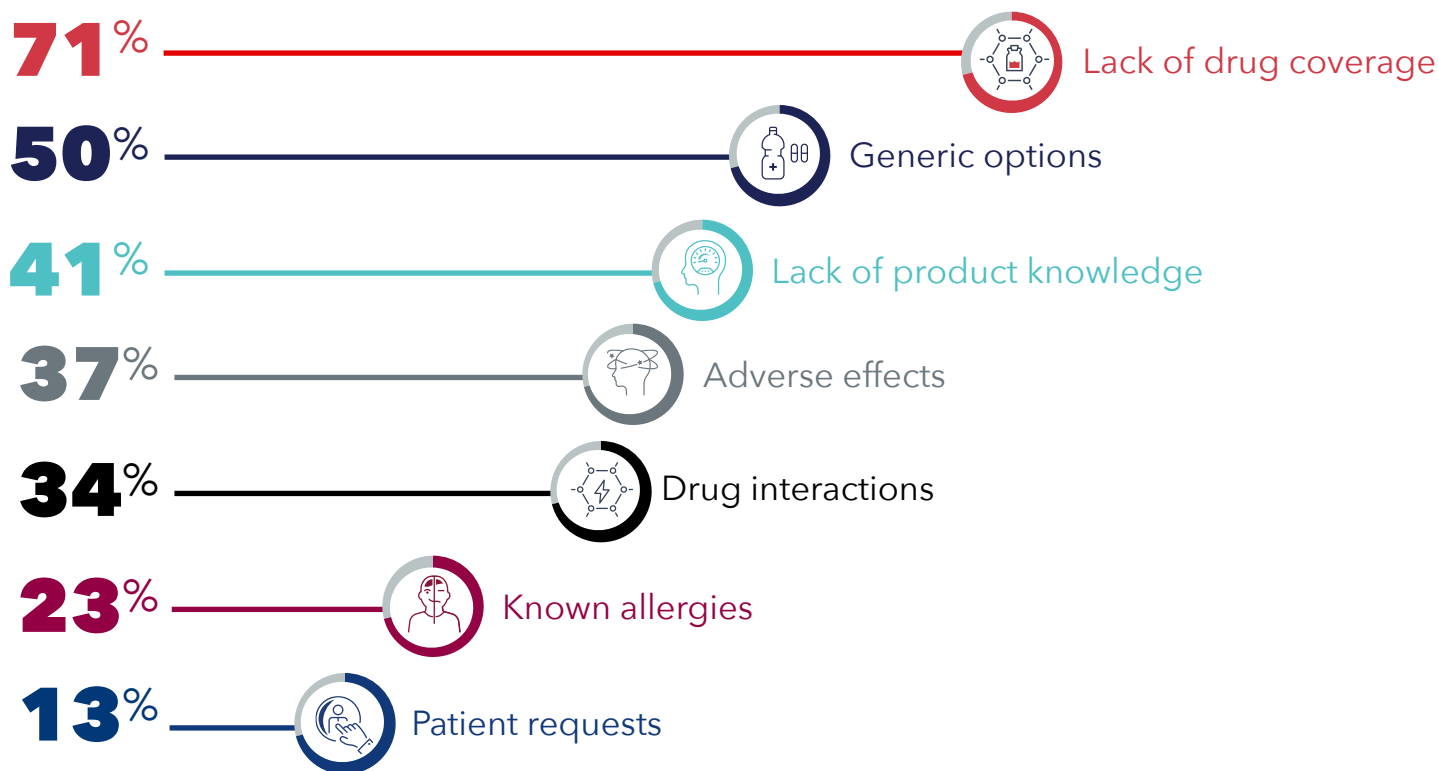 71% Lack of drug coverage
50% Generic options
41% Lack of product knowledge
37% Adverse effects
34% Drug interactions
23% Known allergies
13% Patient requests